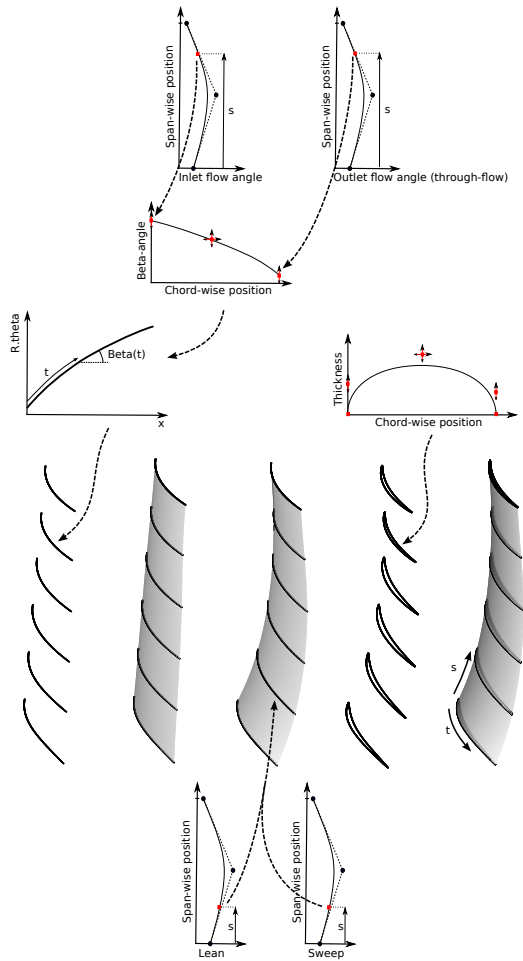 Span-wise position
s
Inlet flow angle
Span-wise position
s
Outlet flow angle (through-flow)
Beta-angle
Chord-wise position
R.theta
t
Beta(t)
x
Thickness
Chord-wise position
s
t
Span-wise position
s
Lean
Span-wise position
s
Sweep